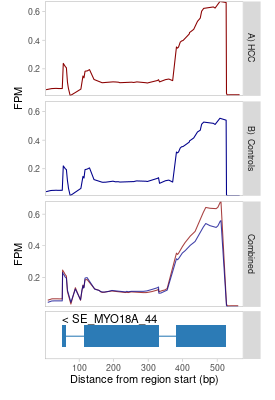 0.6
0.4
0.2
FPM
A) HCC
0.6
0.4
0.2
B) Controls
0.6
0.4
0.2
FPM
Combined
< SE_MYO18A_44
100 200 300 400 500
Distance from region start (bp)